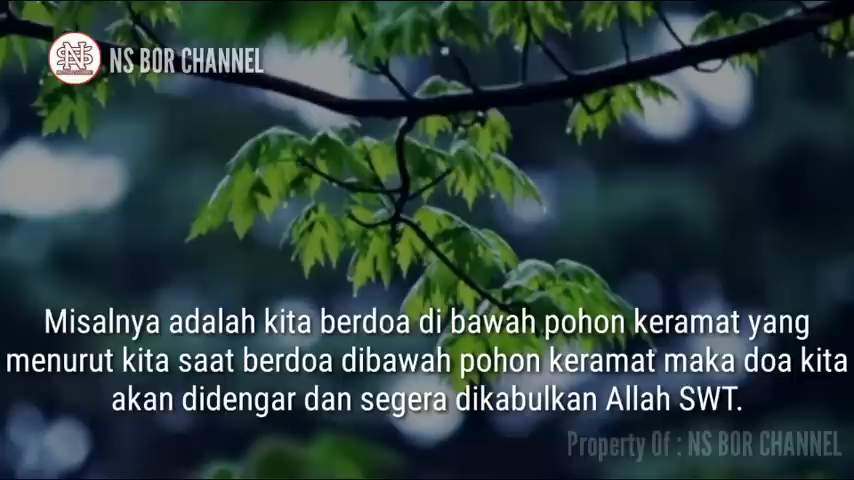 NS BOR CHANNEL
Misalnya adalah kita berdoa di bawah pohon keramat yang
menurut kita saat berdoa dibawah pohon keramat maka doa kita
akan didengar dan segera dikabulkan Allah SWT.
Property Of : NS BOR CHANNEL